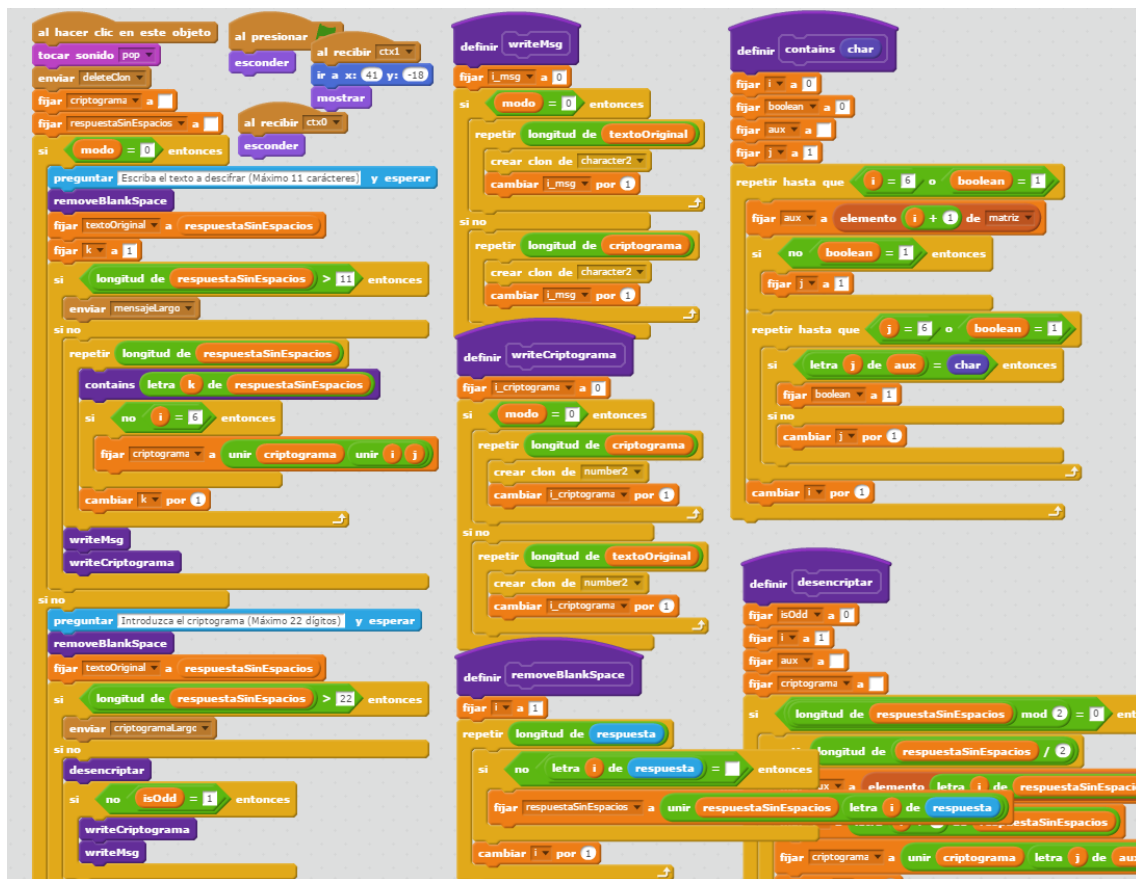 al hacer clic en este objeto
tocar sonido pop
enviar deleteClon
fijar criptograma a
fijar respuestaSinEspacios a
si modo = 0 entonces
preguntar Escriba el texto a descifrar (Máximo 11 carácteres) y esperar
removeBlankSpace
fijar textoOriginal a respuestaSinEspacios
fijar k a 1
si longitud de respuestaSinEspacios > 11 entonces
enviar mensajeLargo
si no
repetir longitud de respuestaSinEspacios
contains letra k de respuestaSinEspacios
si no i = 6 entonces
fijar criptograma a unir criptograma unir i j
cambiar k por 1
writeMsg
writeCriptograma
si no
preguntar Introduzca el criptograma (Máximo 22 dígitos) y esperar
removeBlankSpace
fijar textoOriginal a respuestaSinEspacios
si longitud de respuestaSinEspacios > 22 entonces
enviar criptogramaLargo
si no
desencriptar
si no isOdd = 1 entonces
writeCriptograma
writeMsg
al presionar
esconder
al recibir ctx1
ir a x: 41 y: -18
mostrar
al recibir ctx0
esconder
definir writeMsg
fijar i_msg a 0
si modo = 0 entonces
repetir longitud de textoOriginal
crear clon de character2
cambiar i_msg por 1
si no
repetir longitud de criptograma
crear clon de character2
cambiar i_msg por 1
definir writeCriptograma
fijar i_criptograma a 0
si modo = 0 entonces
repetir longitud de criptograma
crear clon de number2
cambiar i_criptograma por 1
si no
repetir longitud de textoOriginal
crear clon de number2
cambiar i_criptograma por 1
definir removeBlankSpace
fijar i a 1
repetir longitud de respuesta
si no letra i de respuesta = entonces
fijar respuestaSinEspacios a unir respuestaSinEspacios letra i de respuesta
cambiar i por 1
definir contains char
fijar i a 0
fijar boolean a 0
fijar aux a
fijar j a 1
repetir hasta que i = 6 o boolean = 1
fijar aux a elemento i + 1 de matriz
si no boolean = 1 entonces
fijar j a 1
repetir hasta que j = 6 o boolean = 1
si letra j de aux = char entonces
fijar boolean a 1
si no
cambiar j por 1
cambiar i por 1
definir desencriptar
fijar isOdd a 0
fijar i a 1
fijar aux a
fijar criptograma a
si longitud de respuestaSinEspacios mod 2 = 0 ent
longitud de respuestaSinEspacios / 2
a elemento letra i de respuestaSinEspaci
fijar criptograma a unir criptograma letra j de au